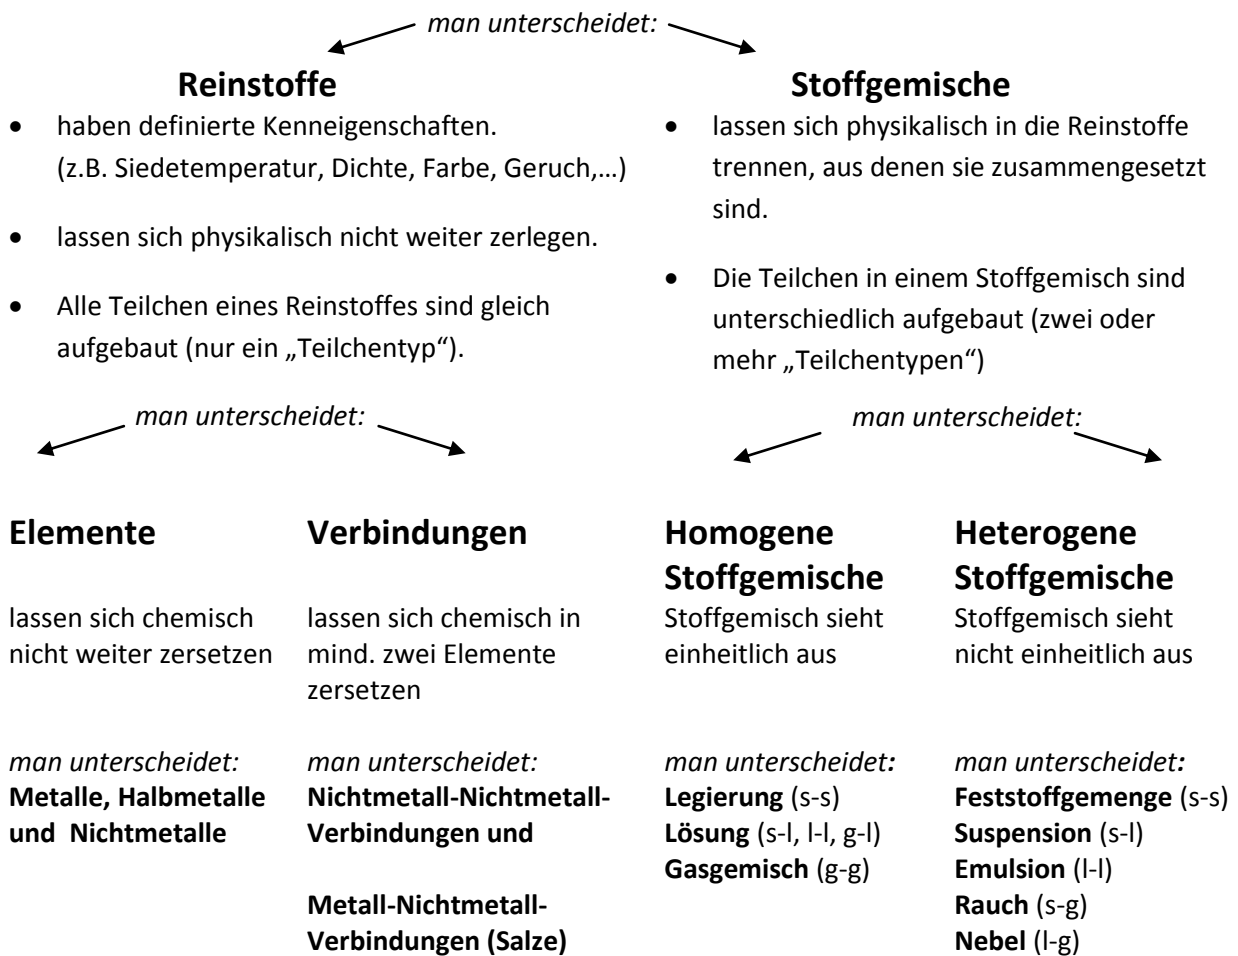 man unterscheidet:
Reinstoffe
• haben definierte Kenneigenschaften.
(z.B. Siedetemperatur, Dichte, Farbe, Geruch,…)
• lassen sich physikalisch nicht weiter zerlegen.
• Alle Teilchen eines Reinstoffes sind gleich
aufgebaut (nur ein „Teilchentyp“).
Stoffgemische
• lassen sich physikalisch in die Reinstoffe
trennen, aus denen sie zusammengesetzt
sind.
• Die Teilchen in einem Stoffgemisch sind
unterschiedlich aufgebaut (zwei oder
mehr „Teilchentypen“)
man unterscheidet:
man unterscheidet:
Elemente
lassen sich chemisch
nicht weiter zersetzen
man unterscheidet:
Metalle, Halbmetalle
und Nichtmetalle
Verbindungen
lassen sich chemisch in
mind. zwei Elemente
zersetzen
man unterscheidet:
Nichtmetall-Nichtmetall-
Verbindungen und
Metall-Nichtmetall-
Verbindungen (Salze)
Homogene
Stoffgemische
Stoffgemisch sieht
einheitlich aus
man unterscheidet:
Legierung (s-s)
Lösung (s-l, l-l, g-l)
Gasgemisch (g-g)
Heterogene
Stoffgemische
Stoffgemisch sieht
nicht einheitlich aus
man unterscheidet:
Feststoffgemenge (s-s)
Suspension (s-l)
Emulsion (l-l)
Rauch (s-g)
Nebel (l-g)